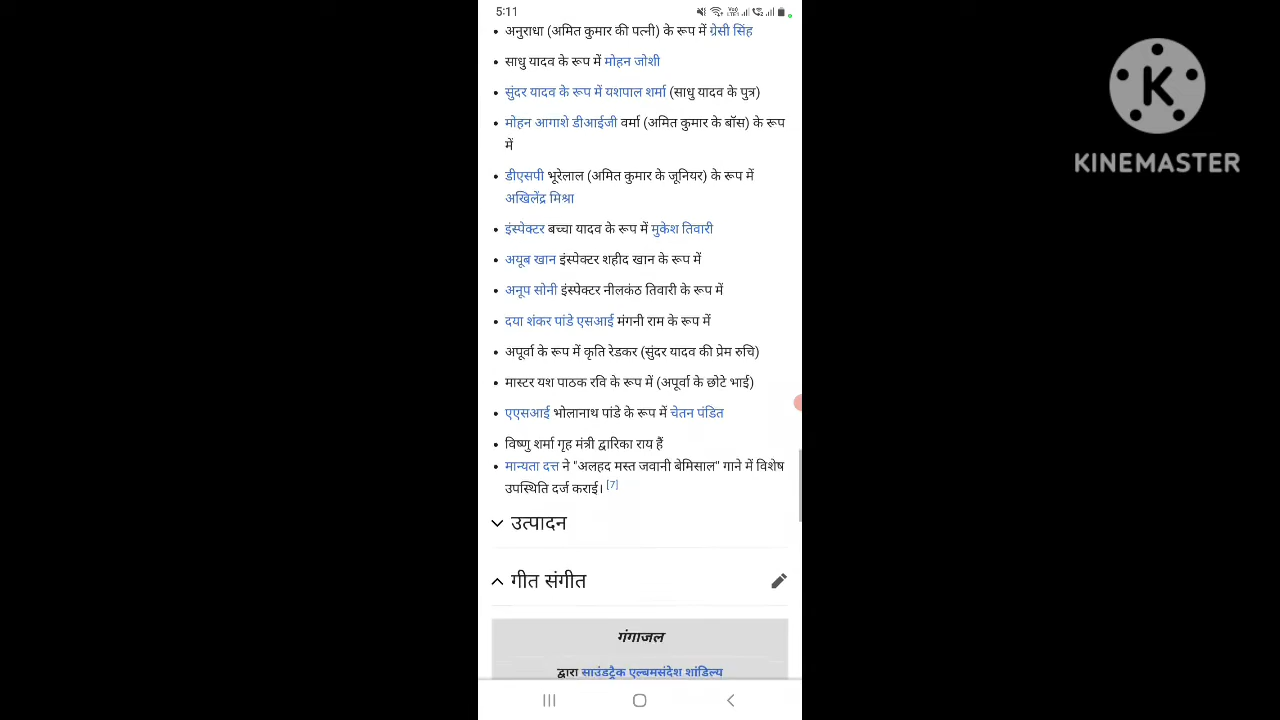 5:11
अनुराधा (अमित कुमार की पत्नी) के रूप में ग्रेसी सिंह
साधु यादव के रूप में मोहन जोशी
सुंदर यादव के रूप में यशपाल शर्मा (साधु यादव के पुत्र)
मोहन आगाशे डीआईजी वर्मा (अमित कुमार के बॉस) के रूप
में
डीएसपी भूरेलाल (अमित कुमार के जूनियर) के रूप में
अखिलेंद्र मिश्रा
इंस्पेक्टर बच्चा यादव के रूप में मुकेश तिवारी
अयूब खान इंस्पेक्टर शहीद खान के रूप में
अनूप सोनी इंस्पेक्टर नीलकंठ तिवारी के रूप में
दया शंकर पांडे एसआई मंगनी राम के रूप में
अपूर्वा के रूप में कृति रेडकर (सुंदर यादव की प्रेम रुचि)
मास्टर यश पाठक रवि के रूप में (अपूर्वा के छोटे भाई)
एएसआई भोलानाथ पांडे के रूप में चेतन पंडित
विष्णु शर्मा गृह मंत्री द्वारिका राय हैं
मान्यता दत्त ने "अलहद मस्त जवानी बेमिसाल" गाने में विशेष
उपस्थिति दर्ज कराई। [7]
उत्पादन
गीत संगीत
गंगाजल
द्वारा साउंडट्रैक एल्बमसंदेश शांडिल्य
K
KINEMASTER